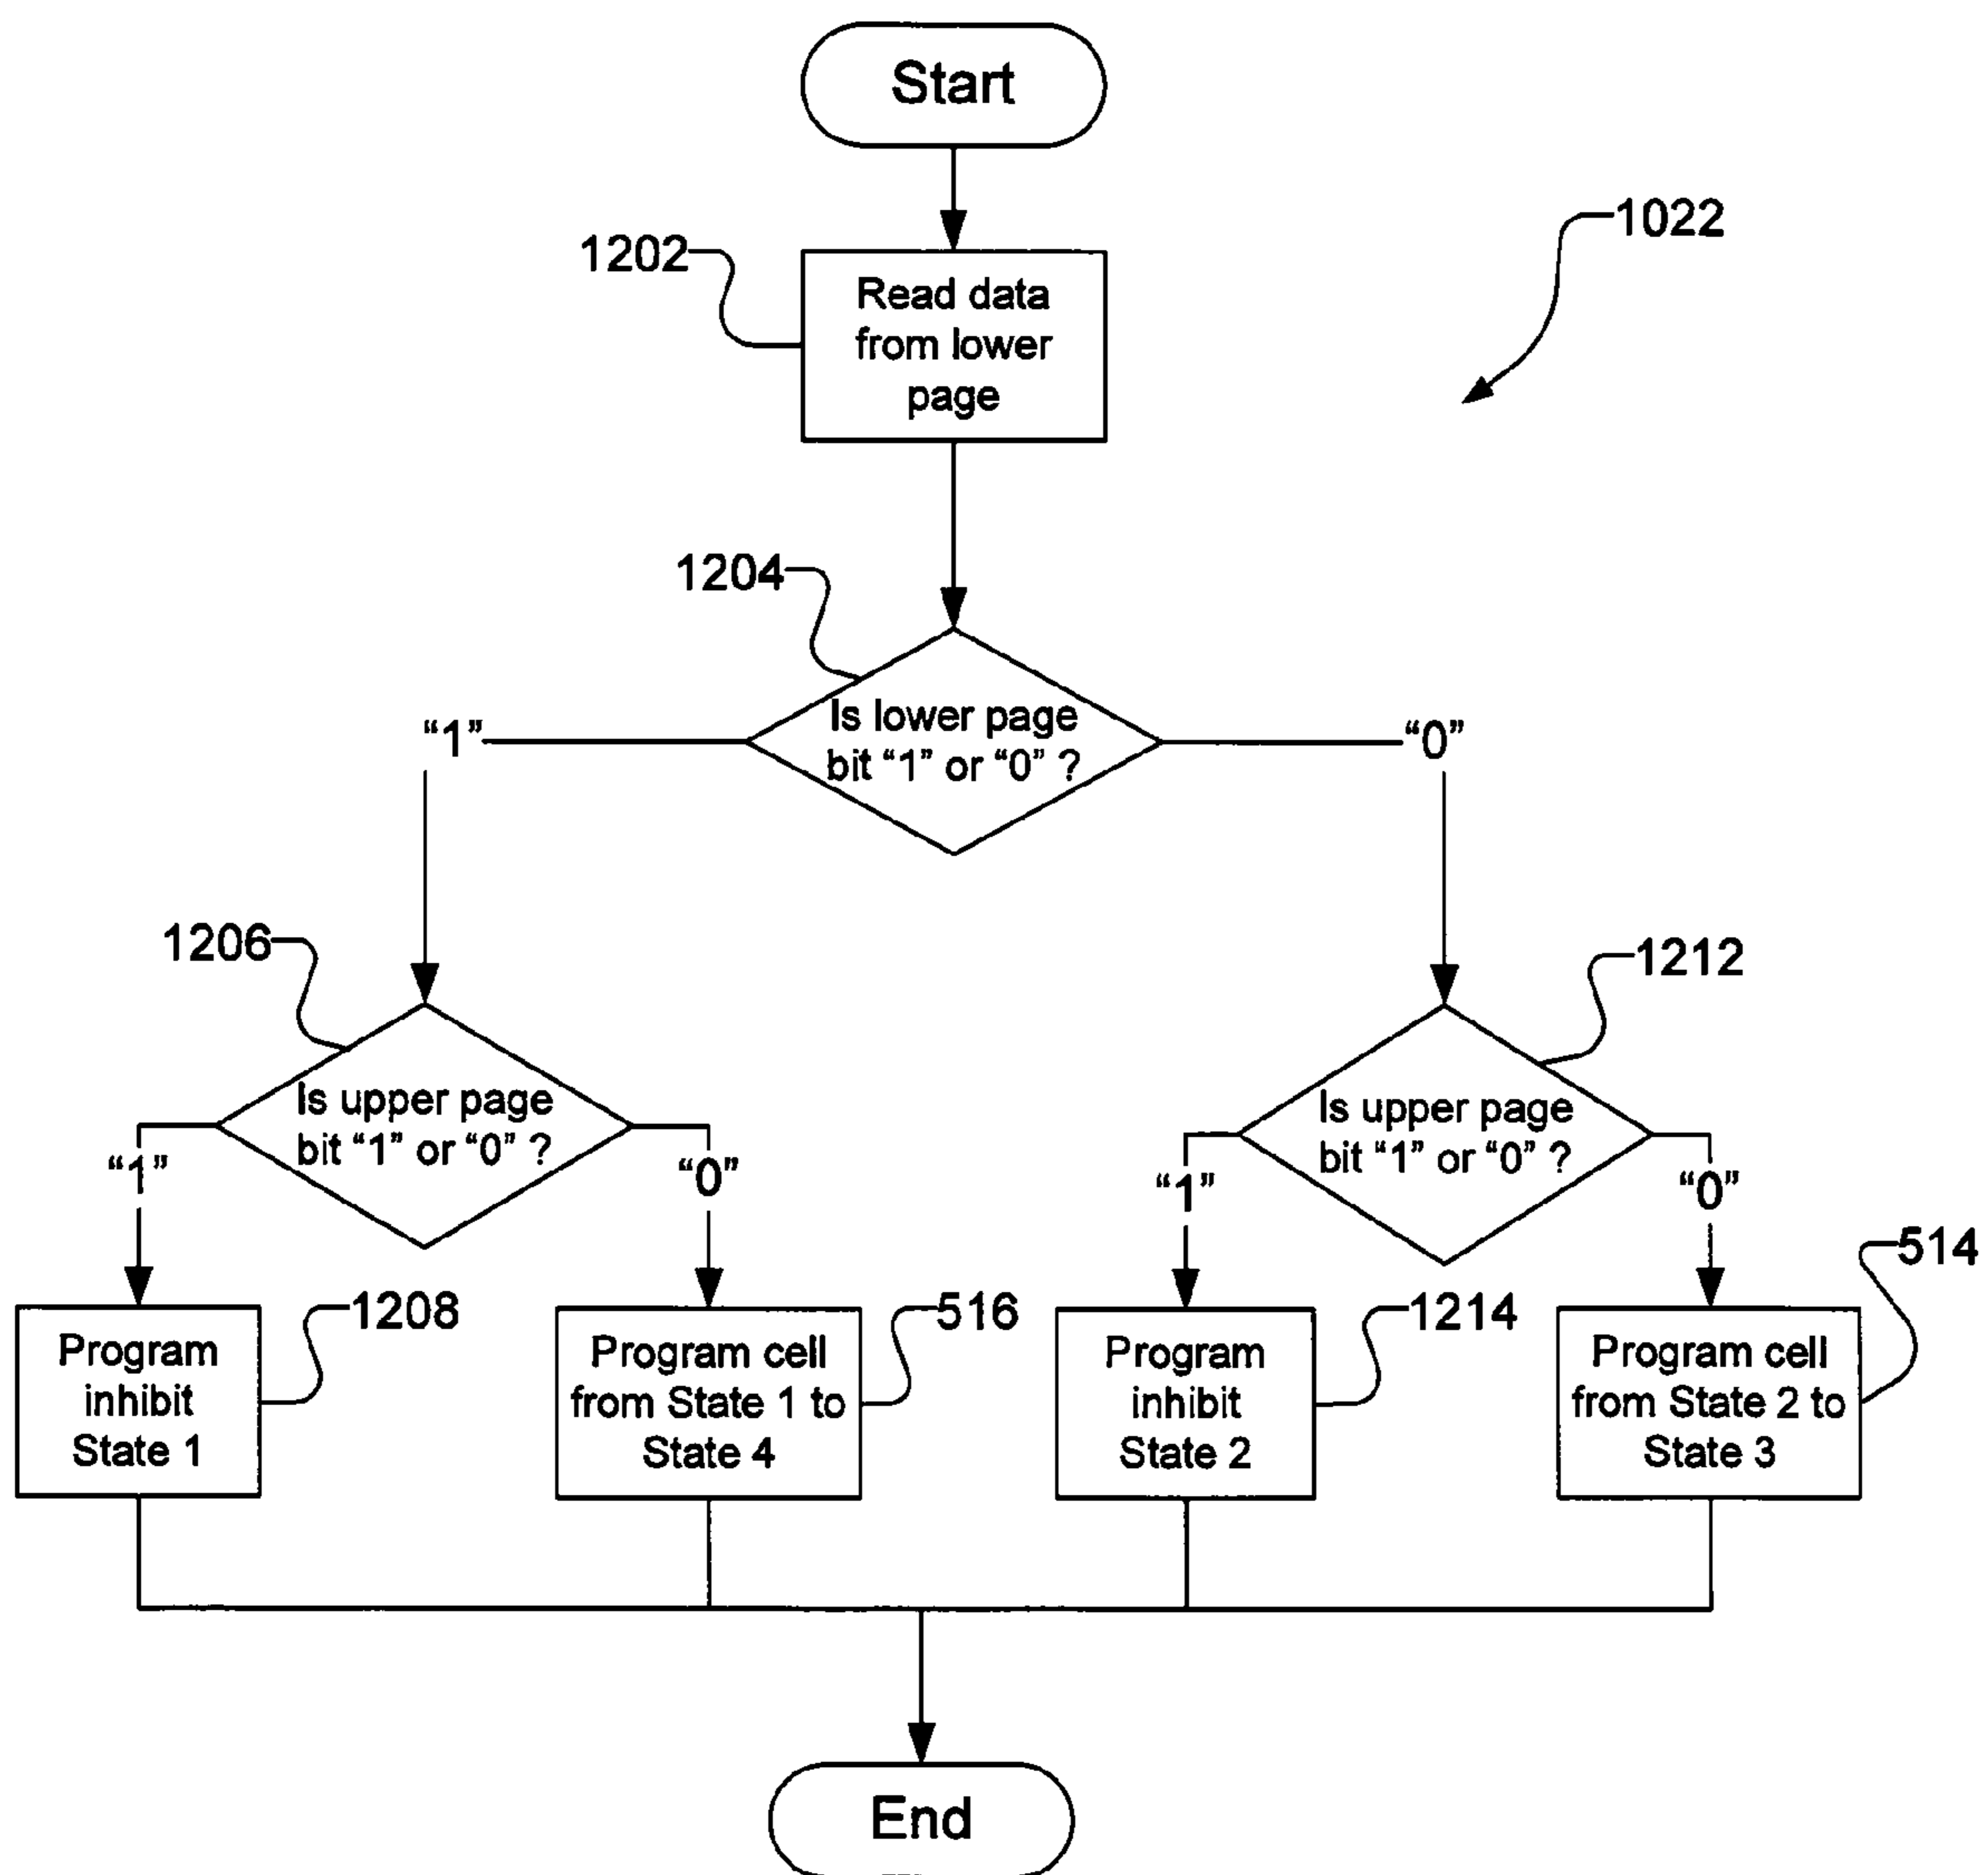 Start
1022
1202
Read data
from lower
page
1204
Is lower page
bit “1” or “0” ?
“1”
“0”
1206
1212
Is upper page
bit “1” or “0” ?
Is upper page
bit “1” or “0” ?
“1”
“0”
“1”
“0”
514
1208
516
1214
Program
inhibit
State 1
Program cell
from State 1 to
State 4
Program
inhibit
State 2
Program cell
from State 2 to
State 3
End